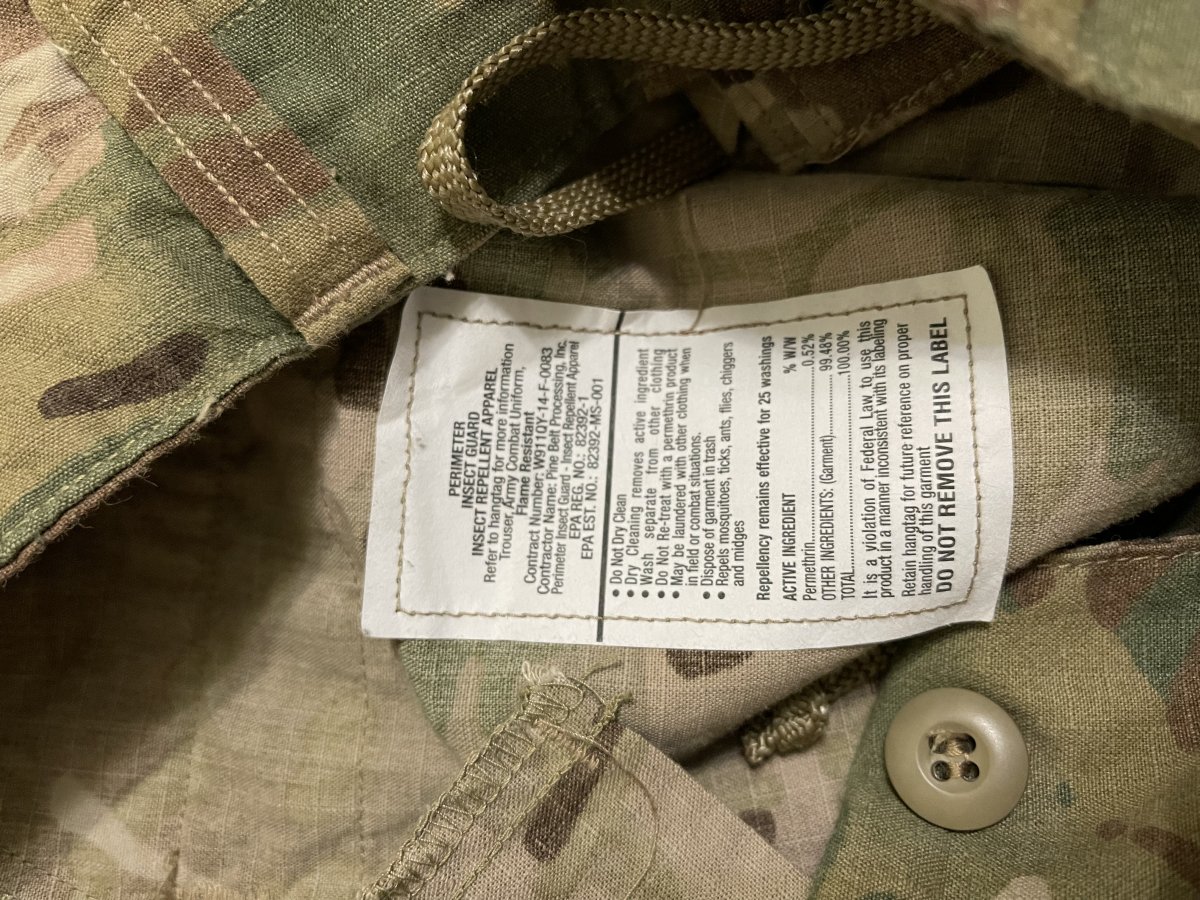 PERIMETER
INSECT GUARD
INSECT REPELLENT APPAREL
Refer to hangtag for more information
Trouser, Army Combat Uniform,
Flame Resistant
Contract Number: W911QY-14-F-0083
Contractor Name: Pine Belt Processing, Inc.
Perimeter Insect Guard - Insect Repellent Apparel
EPA REG. NO.: 82392-1
EPA EST. NO.: 82392-MS-001
• Do Not Dry Clean
• Dry Cleaning removes active ingredient
• Wash separate from other clothing
• Do Not Re-treat with a permethrin product
• May be laundered with other clothing when
in field or combat situations.
• Dispose of garment in trash
• Repels mosquitoes, ticks, ants, flies, chiggers
and midges
Repellency remains effective for 25 washings
ACTIVE INGREDIENT % W/W
Permethrin..........0.52%
OTHER INGREDIENTS: (Garment)..........99.48%
TOTAL..........100.00%
It is a violation of Federal Law to use this
product in a manner inconsistent with its labeling
Retain hangtag for future reference on proper
handling of this garment
DO NOT REMOVE THIS LABEL